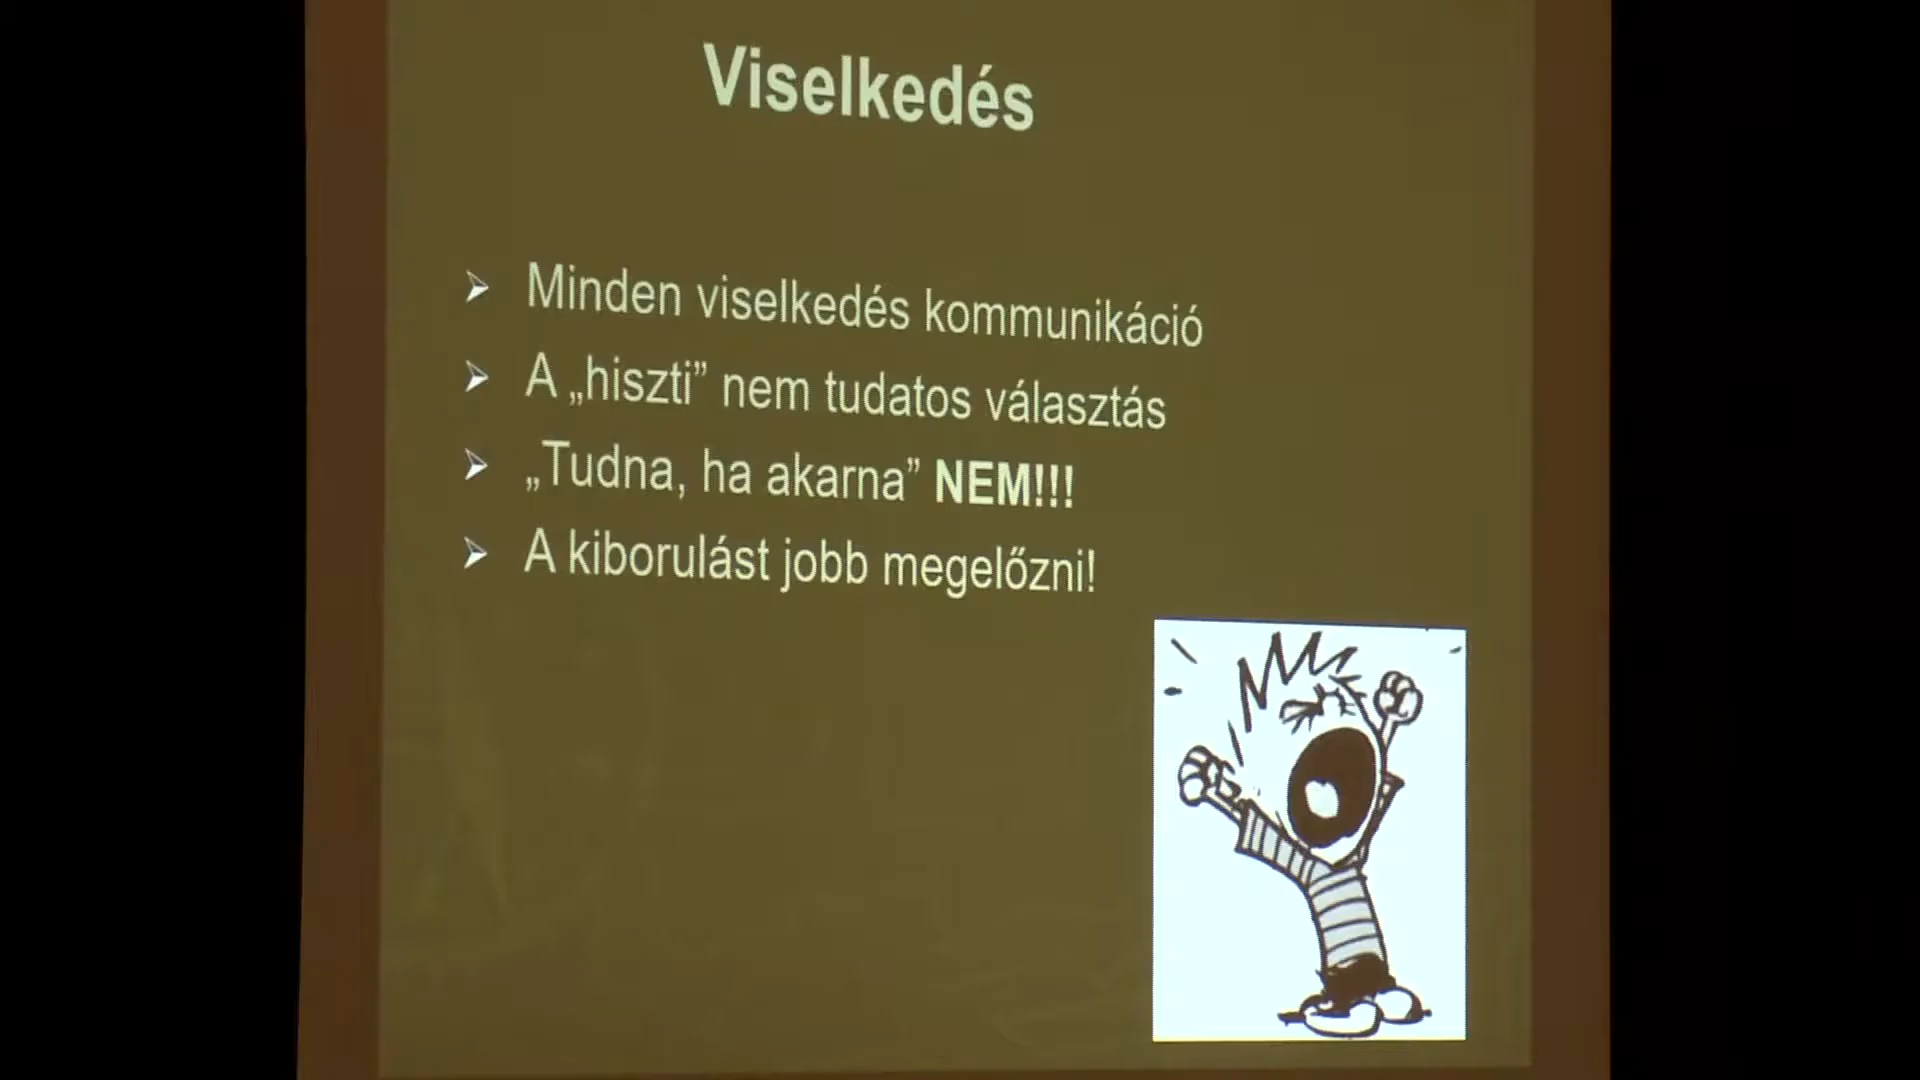 Viselkedés
Minden viselkedés kommunikáció
A „hiszti” nem tudatos választás
„Tudna, ha akarna” NEM!!!
A kiborulást jobb megelőzni!